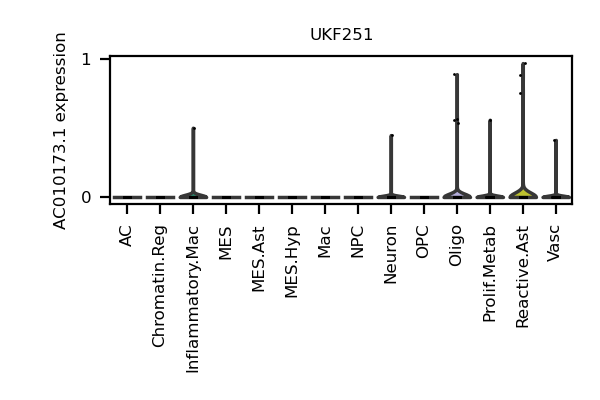 UKF251
AC010173.1 expression
1
0
AC
Chromatin.Reg
Inflammatory.Mac
MES
MES.Ast
MES.Hyp
Mac
NPC
Neuron
OPC
Oligo
Prolif.Metab
Reactive.Ast
Vasc